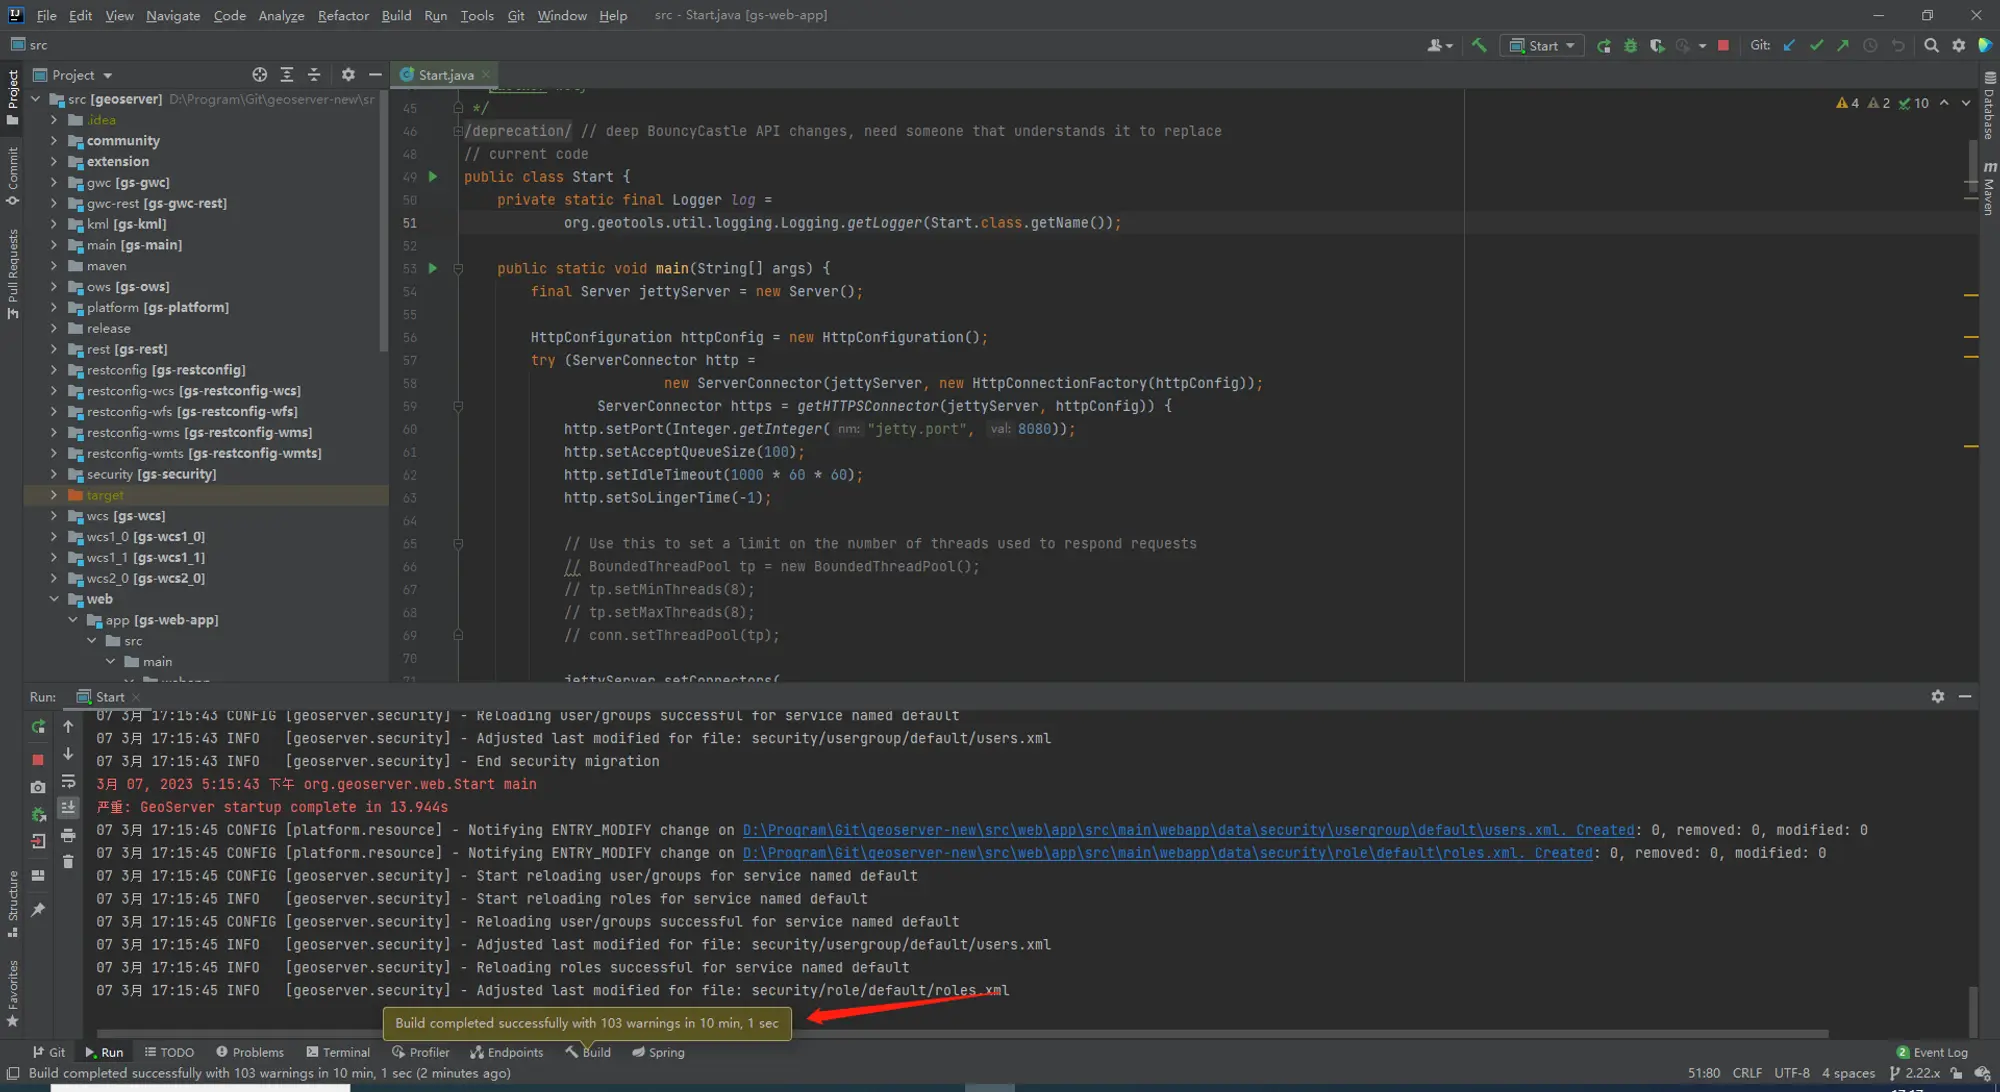 File Edit View Navigate Code Analyze Refactor Build Run Tools Git Window Help src - Start.java [gs-web-app]
src
Start
Git:
Project
Start.java
4 2 10
src [geoserver] D:\Program\Git\geoserver-new\sr
.idea
community
extension
gwc [gs-gwc]
gwc-rest [gs-gwc-rest]
kml [gs-kml]
main [gs-main]
maven
ows [gs-ows]
platform [gs-platform]
release
rest [gs-rest]
restconfig [gs-restconfig]
restconfig-wcs [gs-restconfig-wcs]
restconfig-wfs [gs-restconfig-wfs]
restconfig-wms [gs-restconfig-wms]
restconfig-wmts [gs-restconfig-wmts]
security [gs-security]
target
wcs [gs-wcs]
wcs1_0 [gs-wcs1_0]
wcs1_1 [gs-wcs1_1]
wcs2_0 [gs-wcs2_0]
web
app [gs-web-app]
src
main
webapp
Project
Commit
Pull Requests
Structure
Favorites
Database
Maven
45 */
46 /deprecation/ // deep BouncyCastle API changes, need someone that understands it to replace
48 // current code
49 public class Start {
50 private static final Logger log =
51 org.geotools.util.logging.Logging.getLogger(Start.class.getName());
52
53 public static void main(String[] args) {
54 final Server jettyServer = new Server();
55
56 HttpConfiguration httpConfig = new HttpConfiguration();
57 try (ServerConnector http =
58 new ServerConnector(jettyServer, new HttpConnectionFactory(httpConfig));
59 ServerConnector https = getHTTPSConnector(jettyServer, httpConfig)) {
60 http.setPort(Integer.getInteger( nm: "jetty.port", val: 8080));
61 http.setAcceptQueueSize(100);
62 http.setIdleTimeout(1000 * 60 * 60);
63 http.setSoLingerTime(-1);
64
65 // Use this to set a limit on the number of threads used to respond requests
66 // BoundedThreadPool tp = new BoundedThreadPool();
67 // tp.setMinThreads(8);
68 // tp.setMaxThreads(8);
69 // conn.setThreadPool(tp);
70
71 jettyServer.setConnectors(
Run: Start
07 3月 17:15:43 CONFIG [geoserver.security] - Reloading user/groups successful for service named default
07 3月 17:15:43 INFO [geoserver.security] - Adjusted last modified for file: security/usergroup/default/users.xml
07 3月 17:15:43 INFO [geoserver.security] - End security migration
3月 07, 2023 5:15:43 下午 org.geoserver.web.Start main
严重: GeoServer startup complete in 13.944s
07 3月 17:15:45 CONFIG [platform.resource] - Notifying ENTRY_MODIFY change on D:\Program\Git\geoserver-new\src\web\app\src\main\webapp\data\security\usergroup\default\users.xml. Created: 0, removed: 0, modified: 0
07 3月 17:15:45 CONFIG [platform.resource] - Notifying ENTRY_MODIFY change on D:\Program\Git\geoserver-new\src\web\app\src\main\webapp\data\security\role\default\roles.xml. Created: 0, removed: 0, modified: 0
07 3月 17:15:45 CONFIG [geoserver.security] - Start reloading user/groups for service named default
07 3月 17:15:45 INFO [geoserver.security] - Start reloading roles for service named default
07 3月 17:15:45 CONFIG [geoserver.security] - Reloading user/groups successful for service named default
07 3月 17:15:45 INFO [geoserver.security] - Adjusted last modified for file: security/usergroup/default/users.xml
07 3月 17:15:45 INFO [geoserver.security] - Reloading roles successful for service named default
07 3月 17:15:45 INFO [geoserver.security] - Adjusted last modified for file: security/role/default/roles.xml
Build completed successfully with 103 warnings in 10 min, 1 sec
Git Run TODO Problems Terminal Profiler Endpoints Build Spring 2 Event Log
Build completed successfully with 103 warnings in 10 min, 1 sec (2 minutes ago) 51:80 CRLF UTF-8 4 spaces 2.22.x